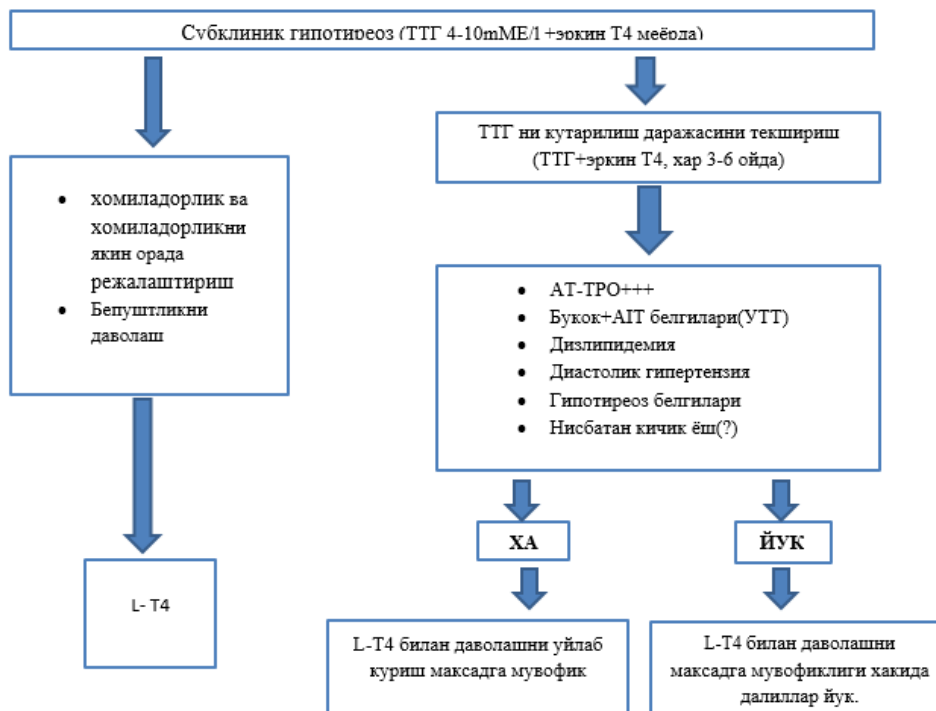 Субклиник гипотиреоз (ТТГ 4-10mME/l +эркин Т4 меёрда)
ТТГ ни кутарилиш даражасини текшириш
(ТТГ+эркин Т4, хар 3-6 ойда)
• хомиладорлик ва
хомиладорликни
якин орада
режалаштириш
• Бепуштликни
даволаш
• АТ-ТРО+++
• Букок+AIT белгилари(УТТ)
• Дизлипидемия
• Диастолик гипертензия
• Гипотиреоз белгилари
• Нисбатан кичик ёш(?)
ХА
ЙУК
L- T4
L-T4 билан даволашни уйлаб
куриш максадга мувофик
L-T4 билан даволашни
максадга мувофиклиги хакида
далиллар йук.